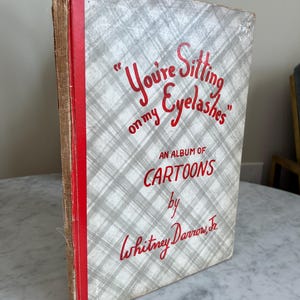 "You're Sitting
on my Eyelashes"
AN ALBUM OF
CARTOONS
by
Whitney Darrow, Jr.